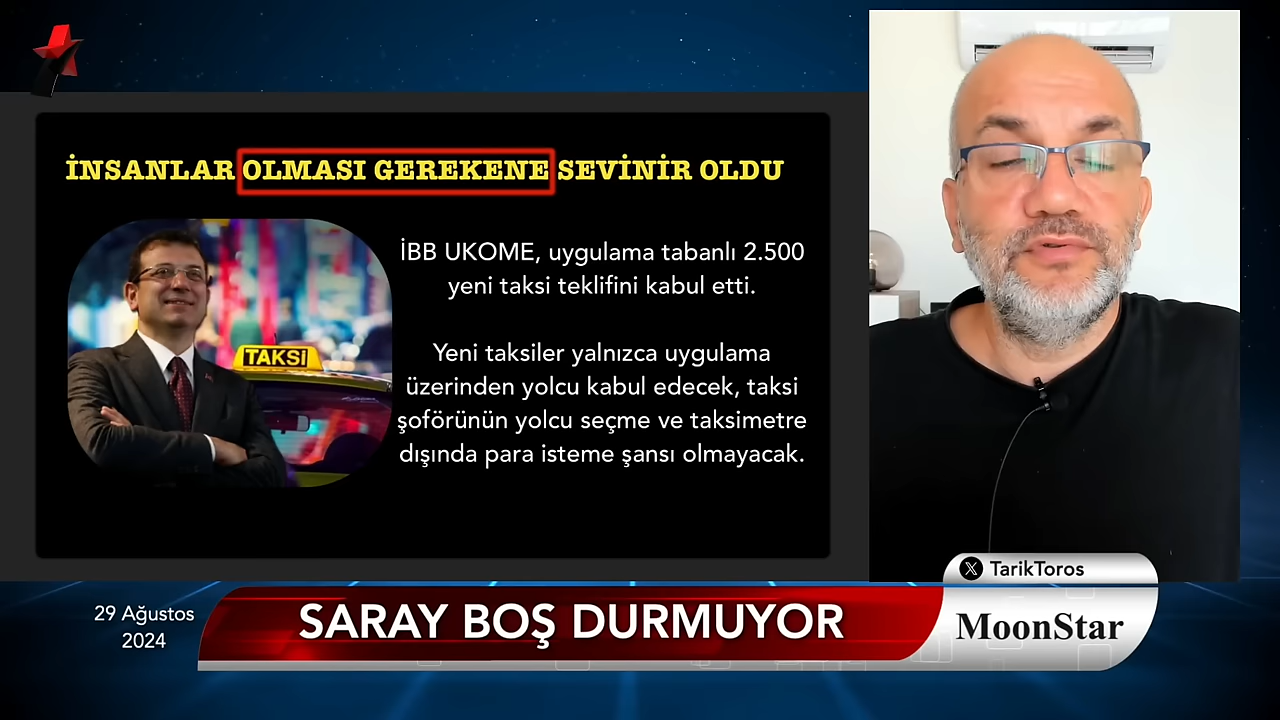 İNSANLAR OLMASI GEREKENE SEVİNİR OLDU
İBB UKOME, uygulama tabanlı 2.500
yeni taksi teklifini kabul etti.
Yeni taksiler yalnızca uygulama
üzerinden yolcu kabul edecek, taksi
şoförünün yolcu seçme ve taksimetre
dışında para isteme şansı olmayacak.
TAKSİ
X TarikToros
29 Ağustos
2024
SARAY BOŞ DURMUYOR
MoonStar